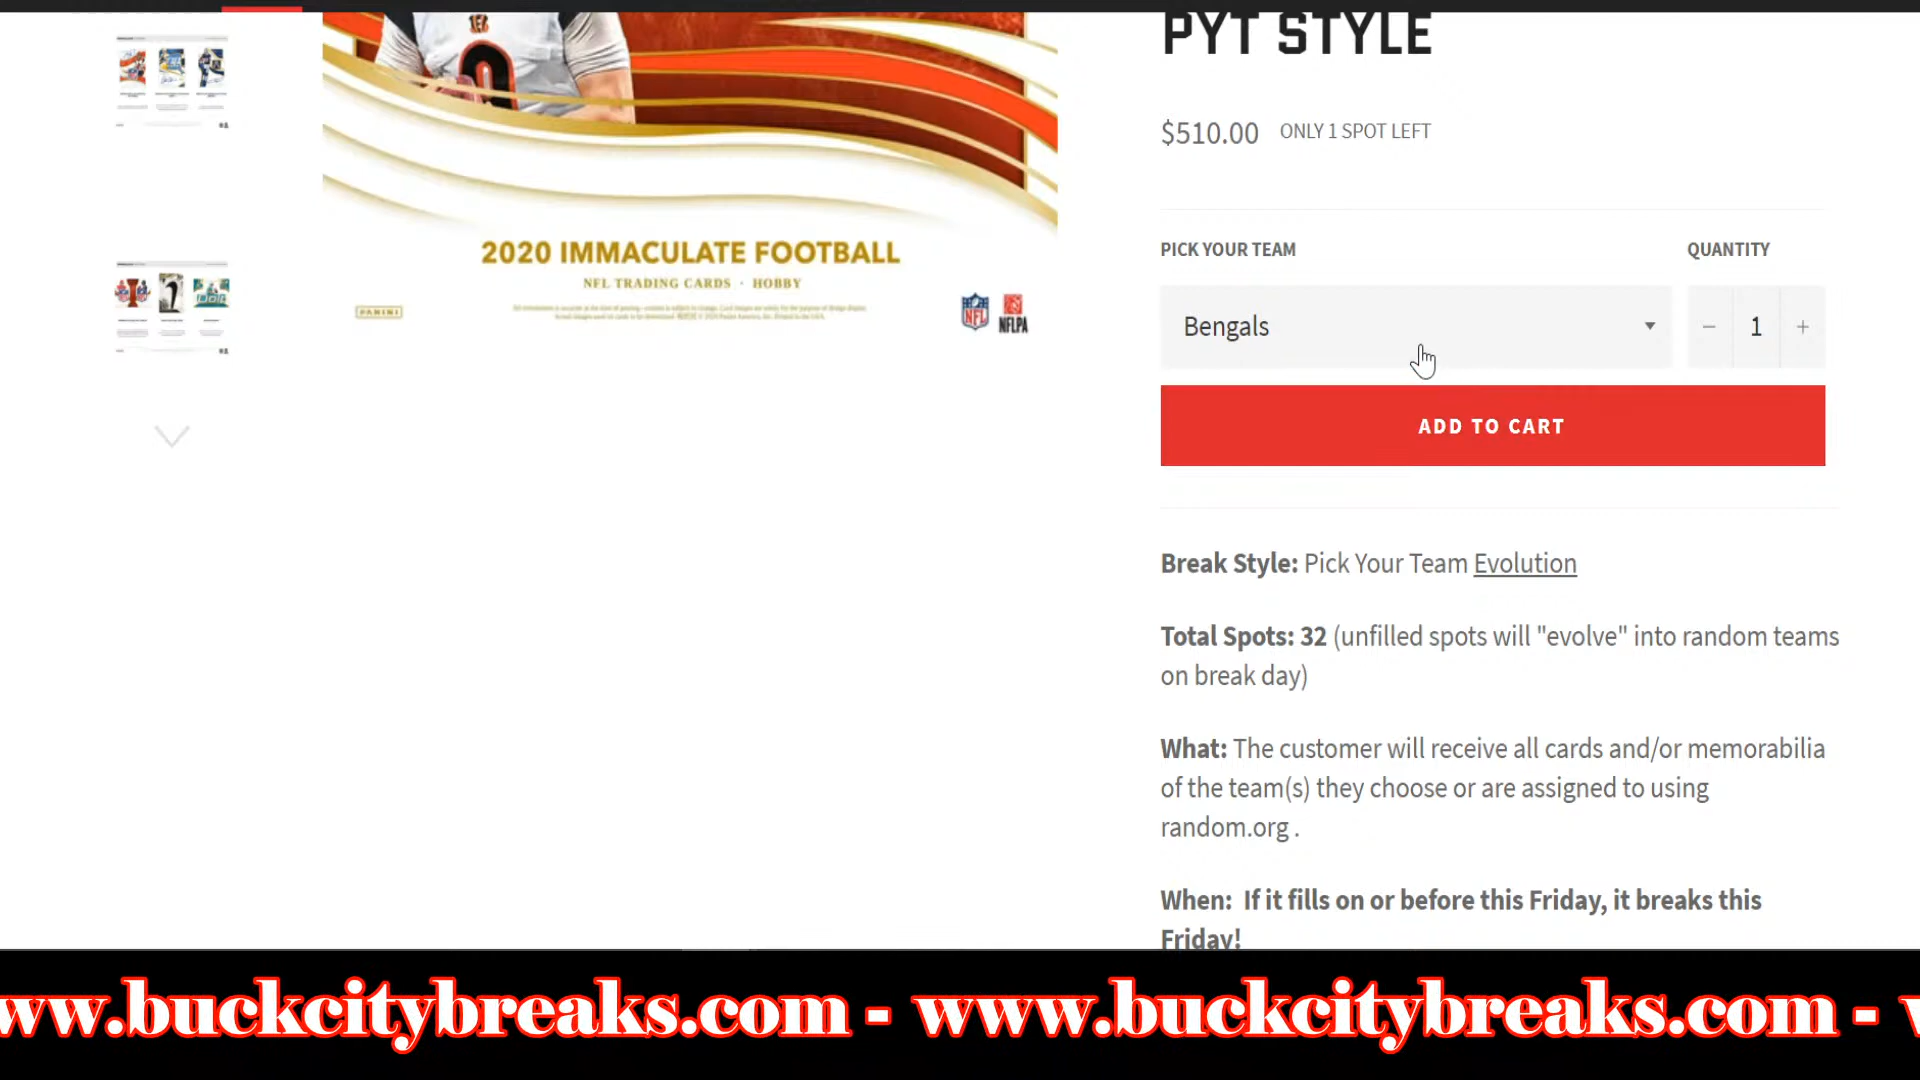 PYT STYLE
$510.00 ONLY 1 SPOT LEFT
PICK YOUR TEAM QUANTITY
Bengals 1
ADD TO CART
Break Style: Pick Your Team Evolution
Total Spots: 32 (unfilled spots will "evolve" into random teams
on break day)
What: The customer will receive all cards and/or memorabilia
of the team(s) they choose or are assigned to using
random.org .
When: If it fills on or before this Friday, it breaks this
Friday!
2020 IMMACULATE FOOTBALL
NFL TRADING CARDS · HOBBY
PANINI
NFL
NFLPA
ww.buckcitybreaks.com - www.buckcitybreaks.com -